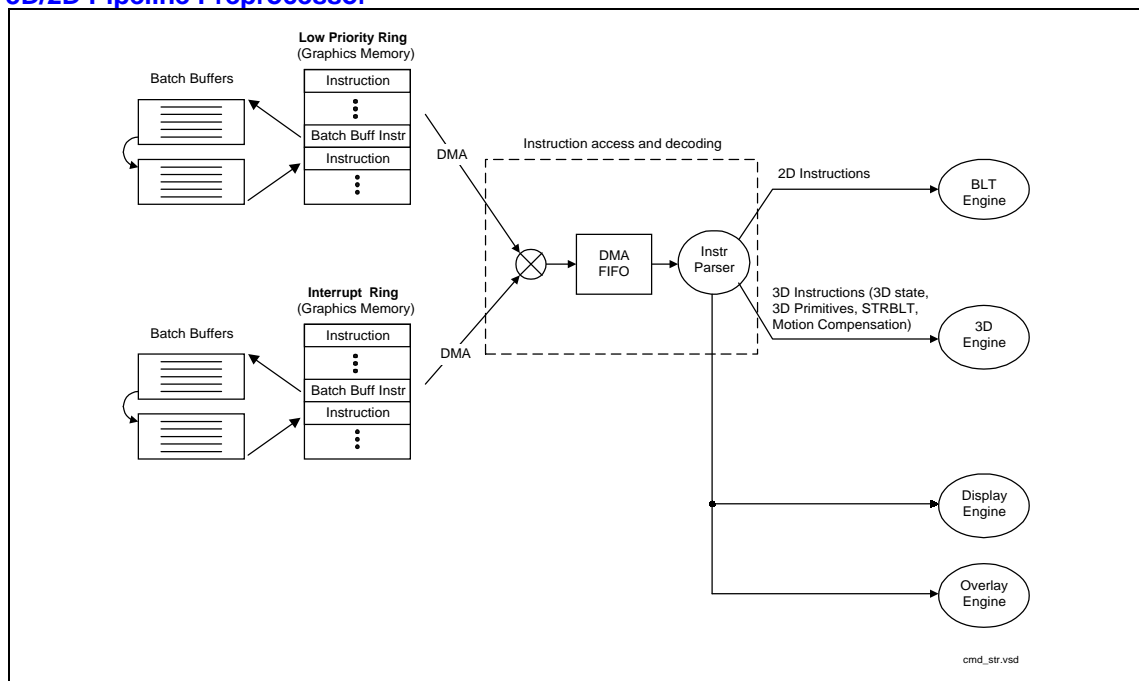 3D/2D Pipeline Preprocessor
Low Priority Ring
(Graphics Memory)
Batch Buffers
Instruction
Batch Buff Instr
Instruction
DMA
Instruction access and decoding
2D Instructions
BLT
Engine
DMA
FIFO
Instr
Parser
3D Instructions (3D state,
3D Primitives, STRBLT,
Motion Compensation)
3D
Engine
Interrupt Ring
(Graphics Memory)
Batch Buffers
Instruction
Batch Buff Instr
Instruction
DMA
Display
Engine
Overlay
Engine
cmd_str.vsd